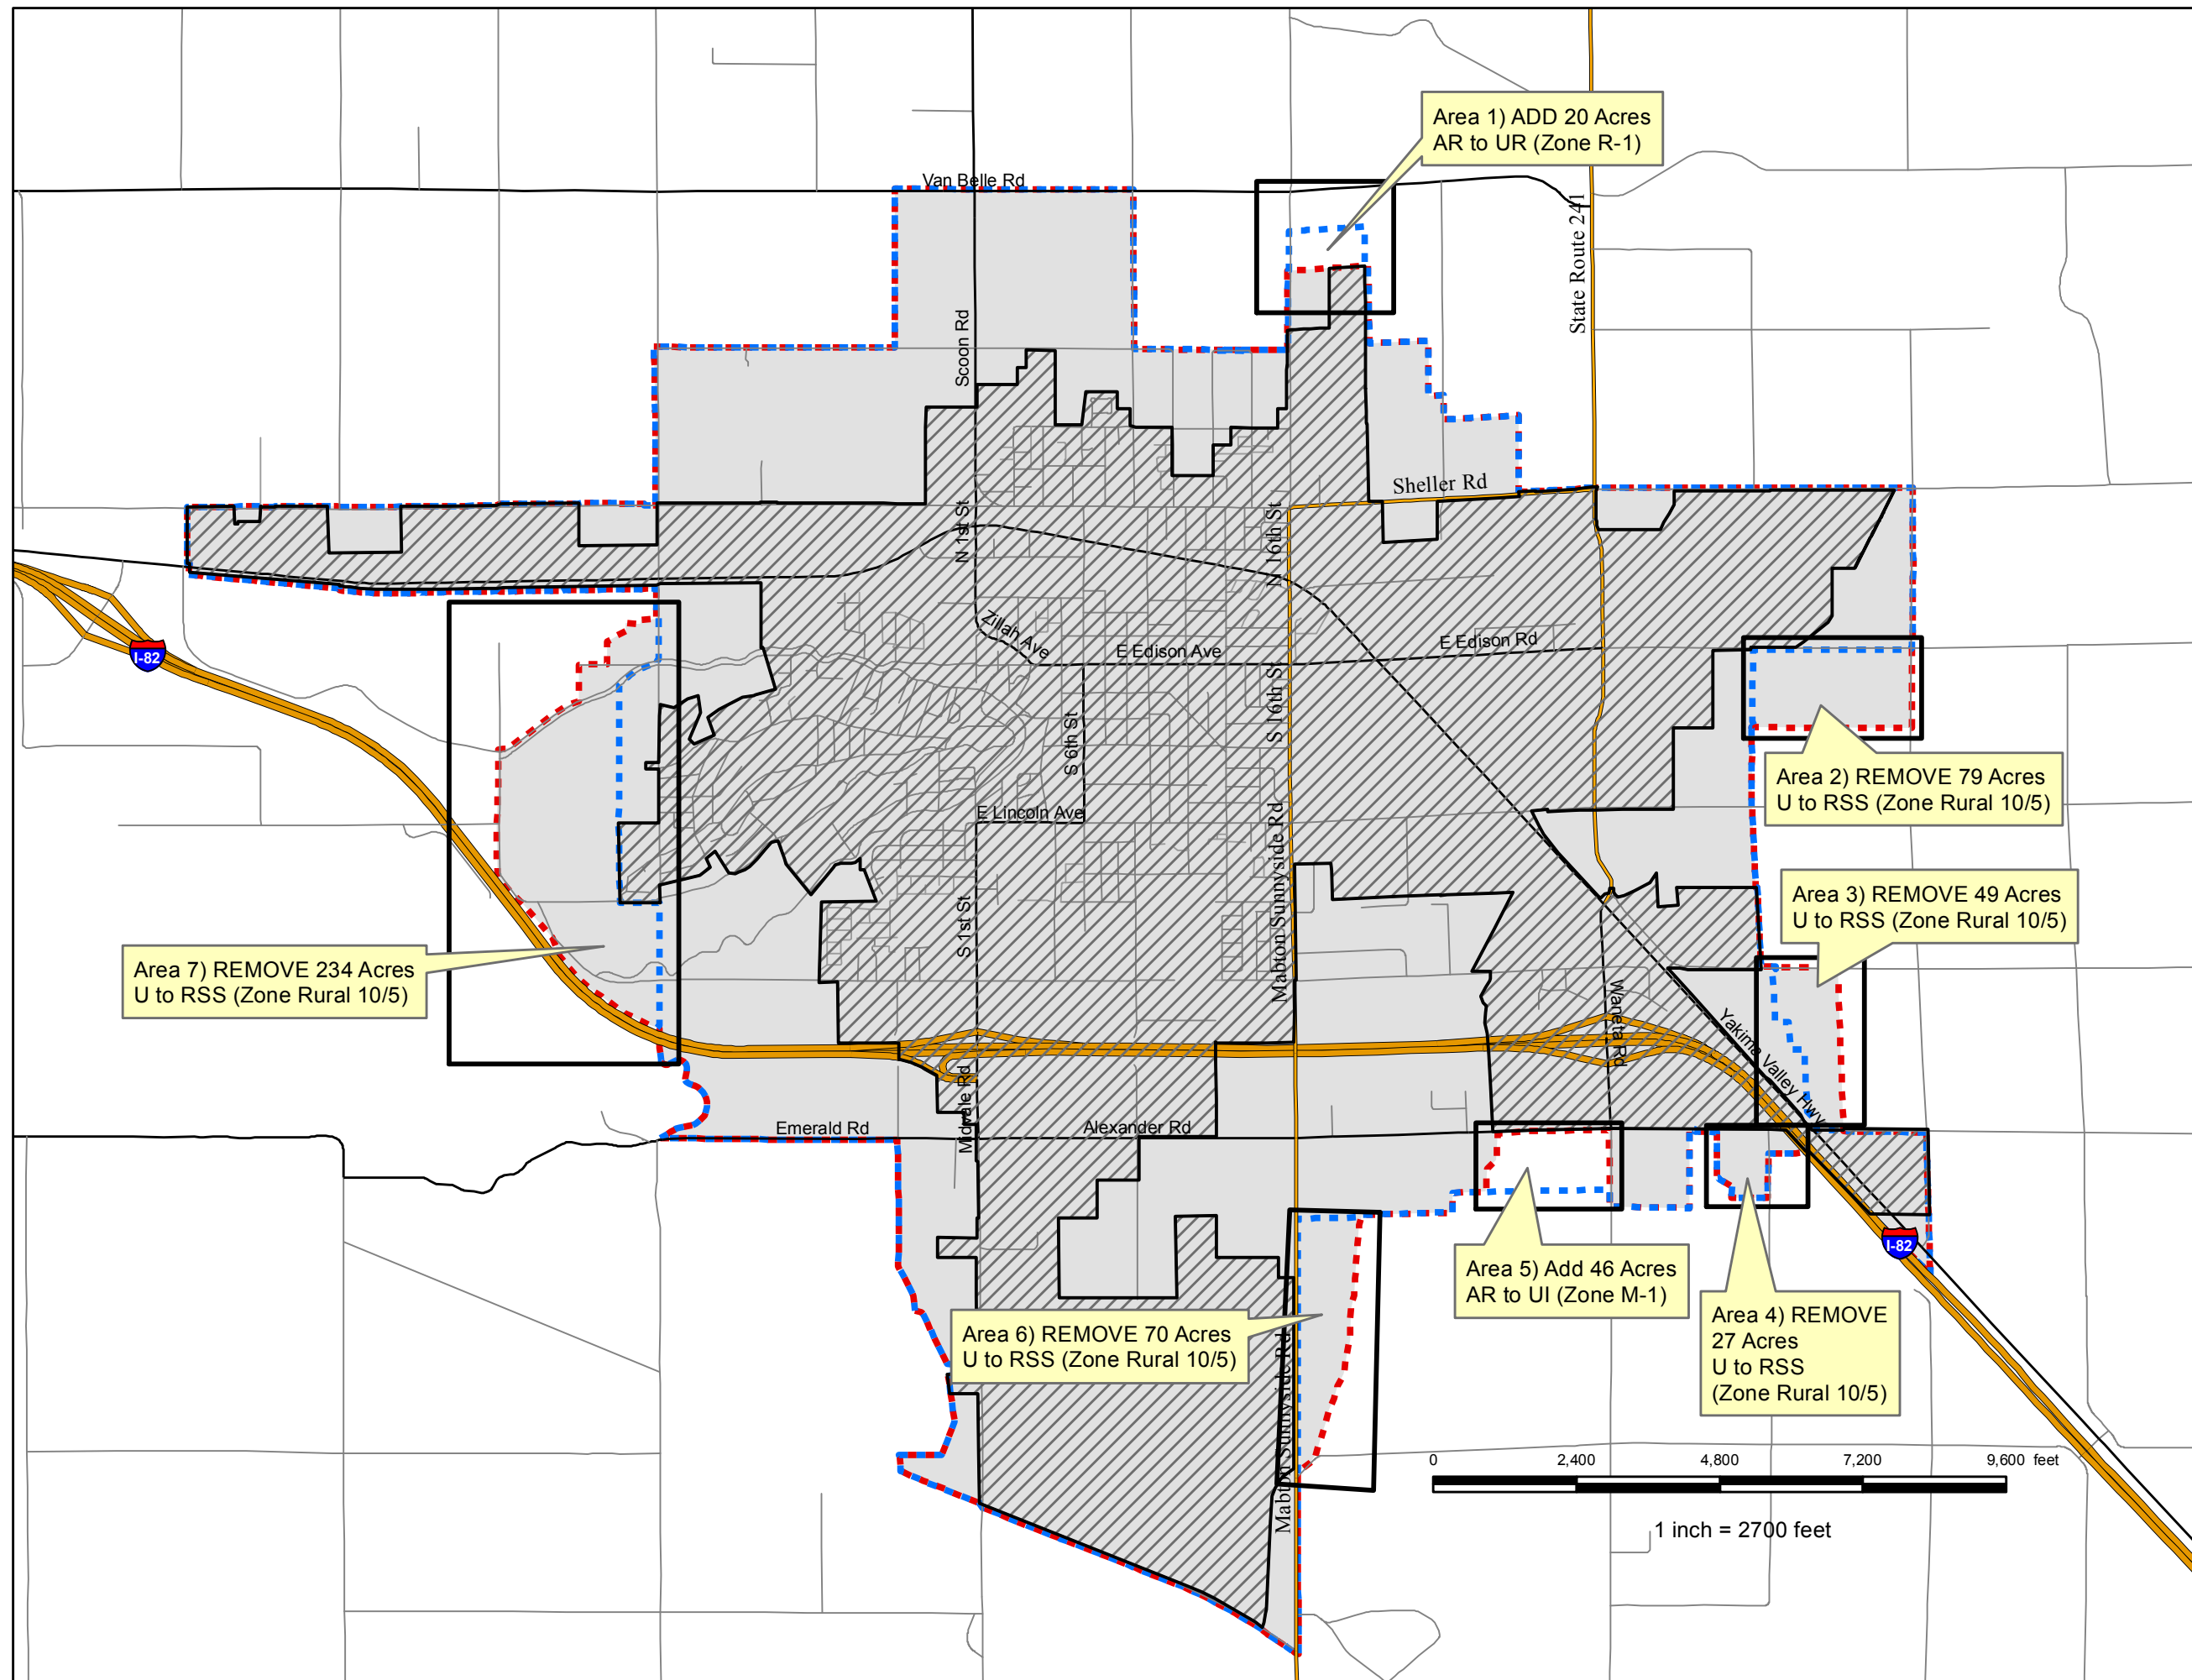 Area 1) ADD 20 Acres
AR to UR (Zone R-1)
Van Belle Rd
State Route 241
Scoon Rd
Sheller Rd
N 1st St
N 16th St
Zillah Ave
E Edison Ave
E Edison Rd
I-82
S 16th St
S 6th St
Area 2) REMOVE 79 Acres
U to RSS (Zone Rural 10/5)
E Lincoln Ave
Mabton Sunnyside Rd
Area 3) REMOVE 49 Acres
U to RSS (Zone Rural 10/5)
S 1st St
Area 7) REMOVE 234 Acres
U to RSS (Zone Rural 10/5)
Waneta Rd
Yakima Valley Hwy
Midvale Rd
Emerald Rd
Alexander Rd
I-82
Area 5) Add 46 Acres
AR to UI (Zone M-1)
Area 4) REMOVE
27 Acres
U to RSS
(Zone Rural 10/5)
Area 6) REMOVE 70 Acres
U to RSS (Zone Rural 10/5)
Mabton Sunnyside Rd
0 2,400 4,800 7,200 9,600 feet
1 inch = 2700 feet